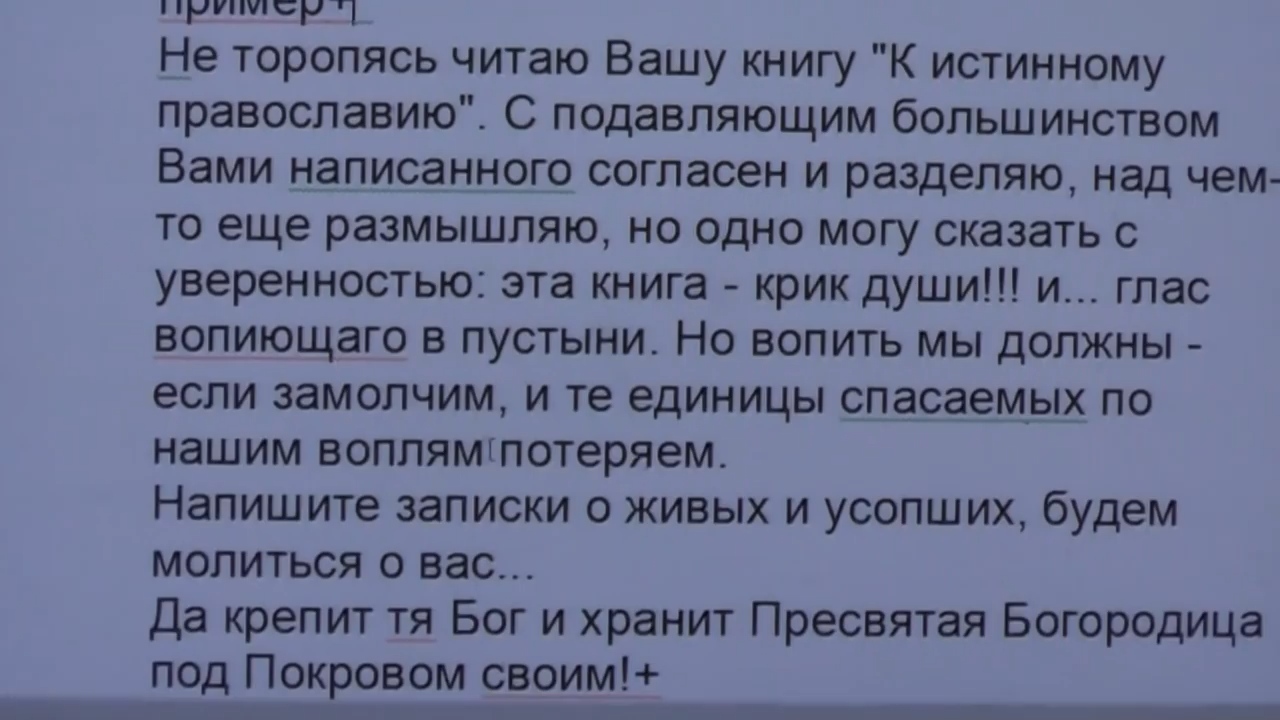 пример+
Не торопясь читаю Вашу книгу "К истинному
православию". С подавляющим большинством
Вами написанного согласен и разделяю, над чем-
то еще размышляю, но одно могу сказать с
уверенностью: эта книга - крик души!!! и... глас
вопиющаго в пустыни. Но вопить мы должны -
если замолчим, и те единицы спасаемых по
нашим воплям потеряем.
Напишите записки о живых и усопших, будем
молиться о вас...
Да крепит тя Бог и хранит Пресвятая Богородица
под Покровом своим!+